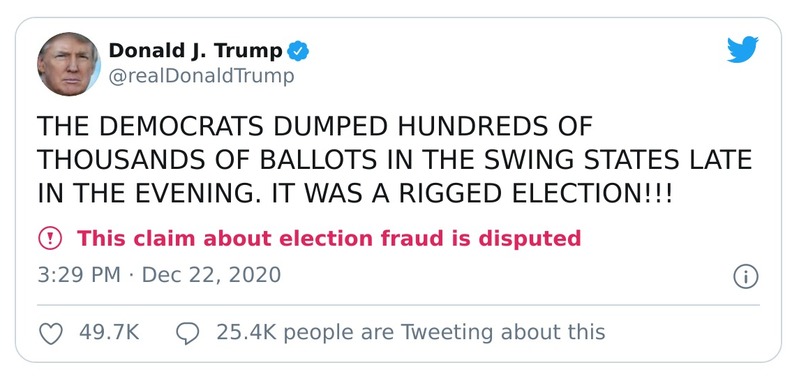 Donald J. Trump
@realDonaldTrump
THE DEMOCRATS DUMPED HUNDREDS OF
THOUSANDS OF BALLOTS IN THE SWING STATES LATE
IN THE EVENING. IT WAS A RIGGED ELECTION!!!
This claim about election fraud is disputed
3:29 PM · Dec 22, 2020
49.7K 25.4K people are Tweeting about this